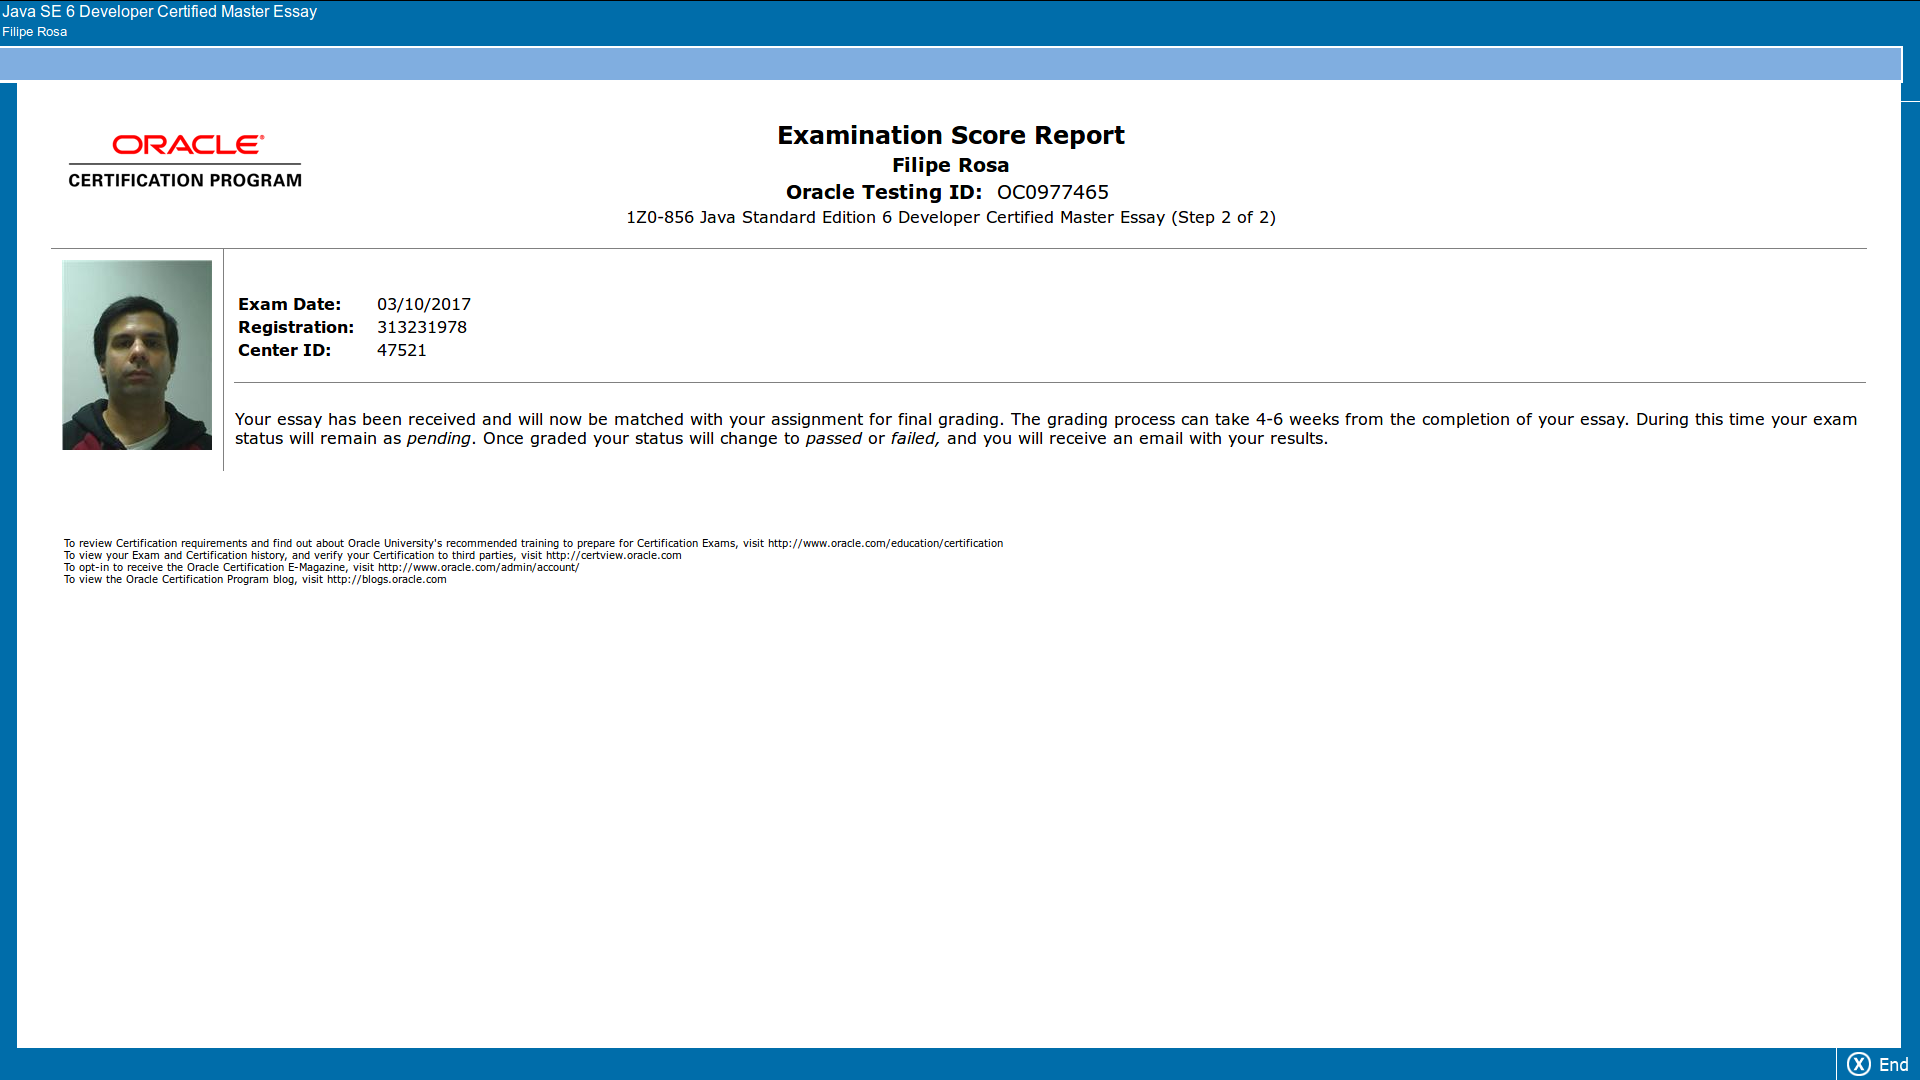 Java SE 6 Developer Certified Master Essay
Filipe Rosa
ORACLE®
CERTIFICATION PROGRAM
Examination Score Report
Filipe Rosa
Oracle Testing ID: OC0977465
1Z0-856 Java Standard Edition 6 Developer Certified Master Essay (Step 2 of 2)
Exam Date: 03/10/2017
Registration: 313231978
Center ID: 47521
Your essay has been received and will now be matched with your assignment for final grading. The grading process can take 4-6 weeks from the completion of your essay. During this time your exam
status will remain as pending. Once graded your status will change to passed or failed, and you will receive an email with your results.
To review Certification requirements and find out about Oracle University's recommended training to prepare for Certification Exams, visit http://www.oracle.com/education/certification
To view your Exam and Certification history, and verify your Certification to third parties, visit http://certview.oracle.com
To opt-in to receive the Oracle Certification E-Magazine, visit http://www.oracle.com/admin/account/
To view the Oracle Certification Program blog, visit http://blogs.oracle.com
X End